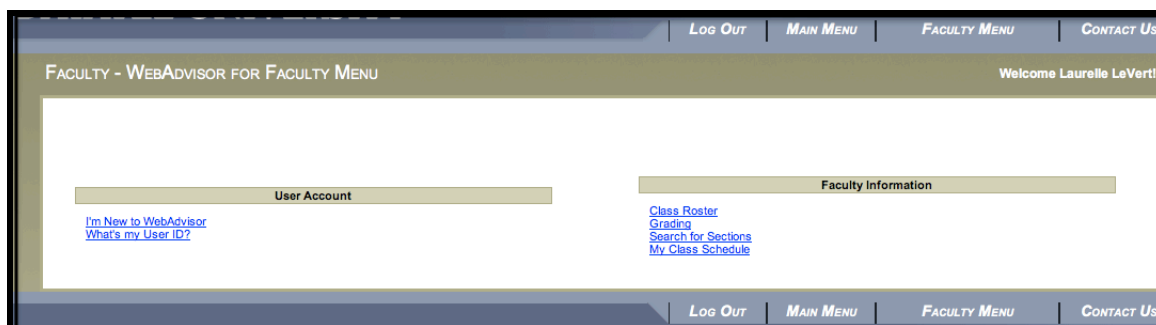 LOG OUT MAIN MENU FACULTY MENU CONTACT US
FACULTY - WEBADVISOR FOR FACULTY MENU Welcome Laurelle LeVert!
User Account
I'm New to WebAdvisor
What's my User ID?
Faculty Information
Class Roster
Grading
Search for Sections
My Class Schedule
LOG OUT MAIN MENU FACULTY MENU CONTACT US